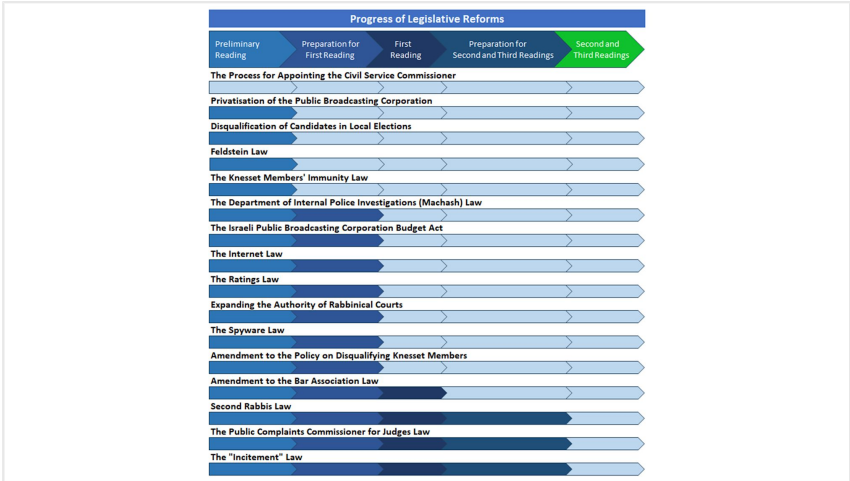 Progress of Legislative Reforms
Preliminary
Reading
Preparation for
First Reading
First
Reading
Preparation for
Second and Third Readings
Second and
Third Readings
The Process for Appointing the Civil Service Commissioner
Privatisation of the Public Broadcasting Corporation
Disqualification of Candidates in Local Elections
Feldstein Law
The Knesset Members' Immunity Law
The Department of Internal Police Investigations (Machash) Law
The Israeli Public Broadcasting Corporation Budget Act
The Internet Law
The Ratings Law
Expanding the Authority of Rabbinical Courts
The Spyware Law
Amendment to the Policy on Disqualifying Knesset Members
Amendment to the Bar Association Law
Second Rabbis Law
The Public Complaints Commissioner for Judges Law
The "Incitement" Law